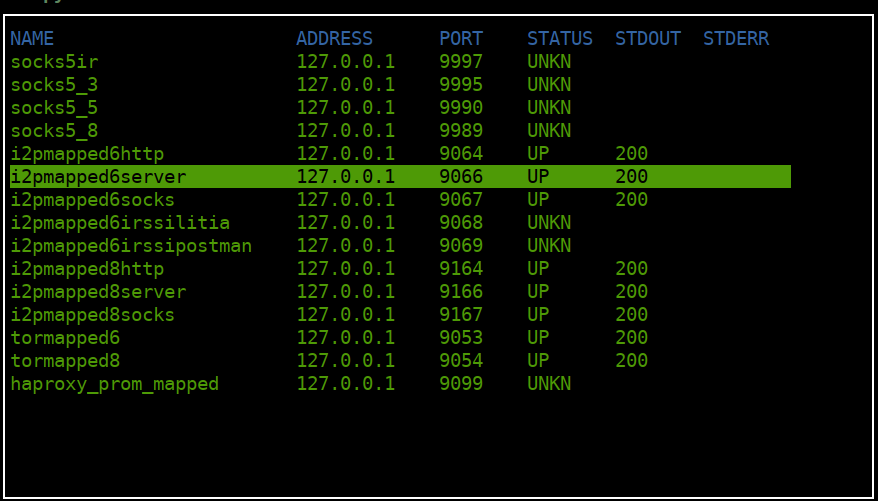 NAME ADDRESS PORT STATUS STDOUT STDERR
socks5ir 127.0.0.1 9997 UNKN
socks5_3 127.0.0.1 9995 UNKN
socks5_5 127.0.0.1 9990 UNKN
socks5_8 127.0.0.1 9989 UNKN
i2pmapped6http 127.0.0.1 9064 UP 200
i2pmapped6server 127.0.0.1 9066 UP 200
i2pmapped6socks 127.0.0.1 9067 UP 200
i2pmapped6irssilitia 127.0.0.1 9068 UNKN
i2pmapped6irssipostman 127.0.0.1 9069 UNKN
i2pmapped8http 127.0.0.1 9164 UP 200
i2pmapped8server 127.0.0.1 9166 UP 200
i2pmapped8socks 127.0.0.1 9167 UP 200
tormapped6 127.0.0.1 9053 UP 200
tormapped8 127.0.0.1 9054 UP 200
haproxy_prom_mapped 127.0.0.1 9099 UNKN